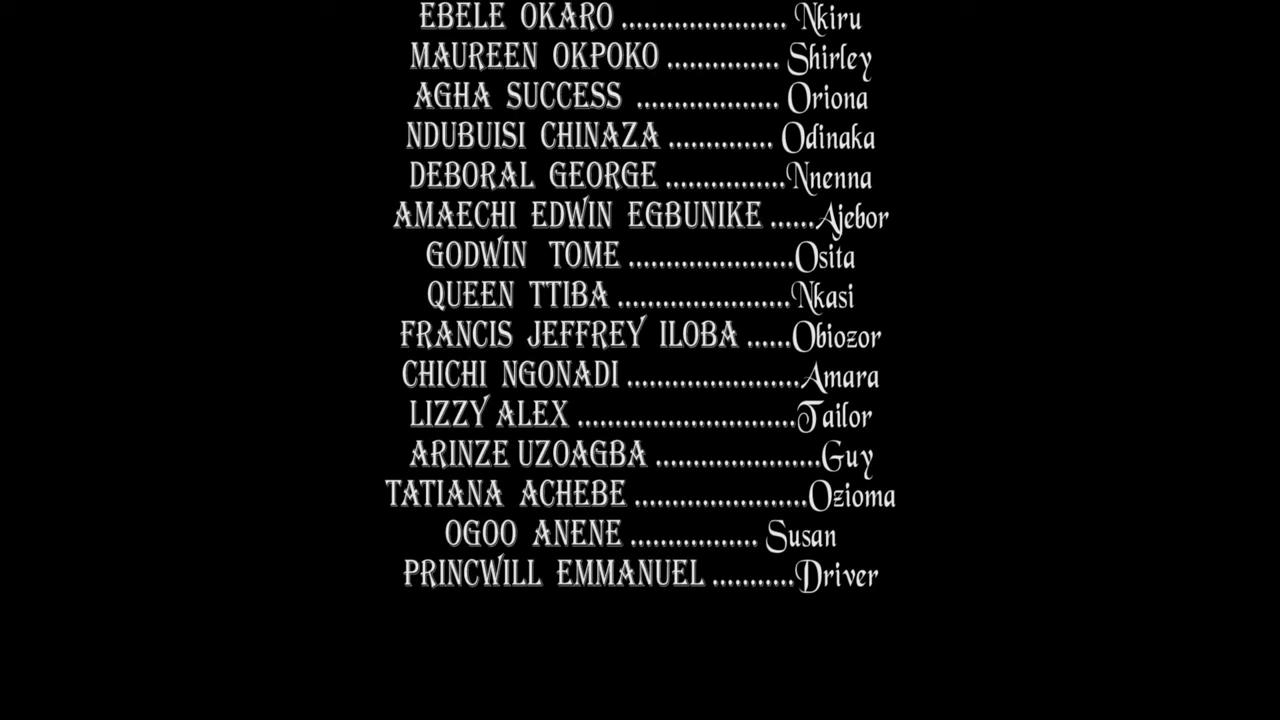 EBELE OKARO ...................... Nkiru
MAUREEN OKPOKO ............... Shirley
AGHA SUCCESS ................... Oriona
NDUBUISI CHINAZA .............. Odinaka
DEBORAL GEORGE ................Nnenna
AMAECHI EDWIN EGBUNIKE ......Ajebor
GODWIN TOME ......................Osita
QUEEN TTIBA .......................Nkasi
FRANCIS JEFFREY ILOBA ......Obiozor
CHICHI NGONADI .......................Amara
LIZZY ALEX .............................Tailor
ARINZE UZOAGBA ......................Guy
TATIANA ACHEBE .......................Ozioma
OGOO ANENE ................. Susan
PRINCWILL EMMANUEL ...........Driver